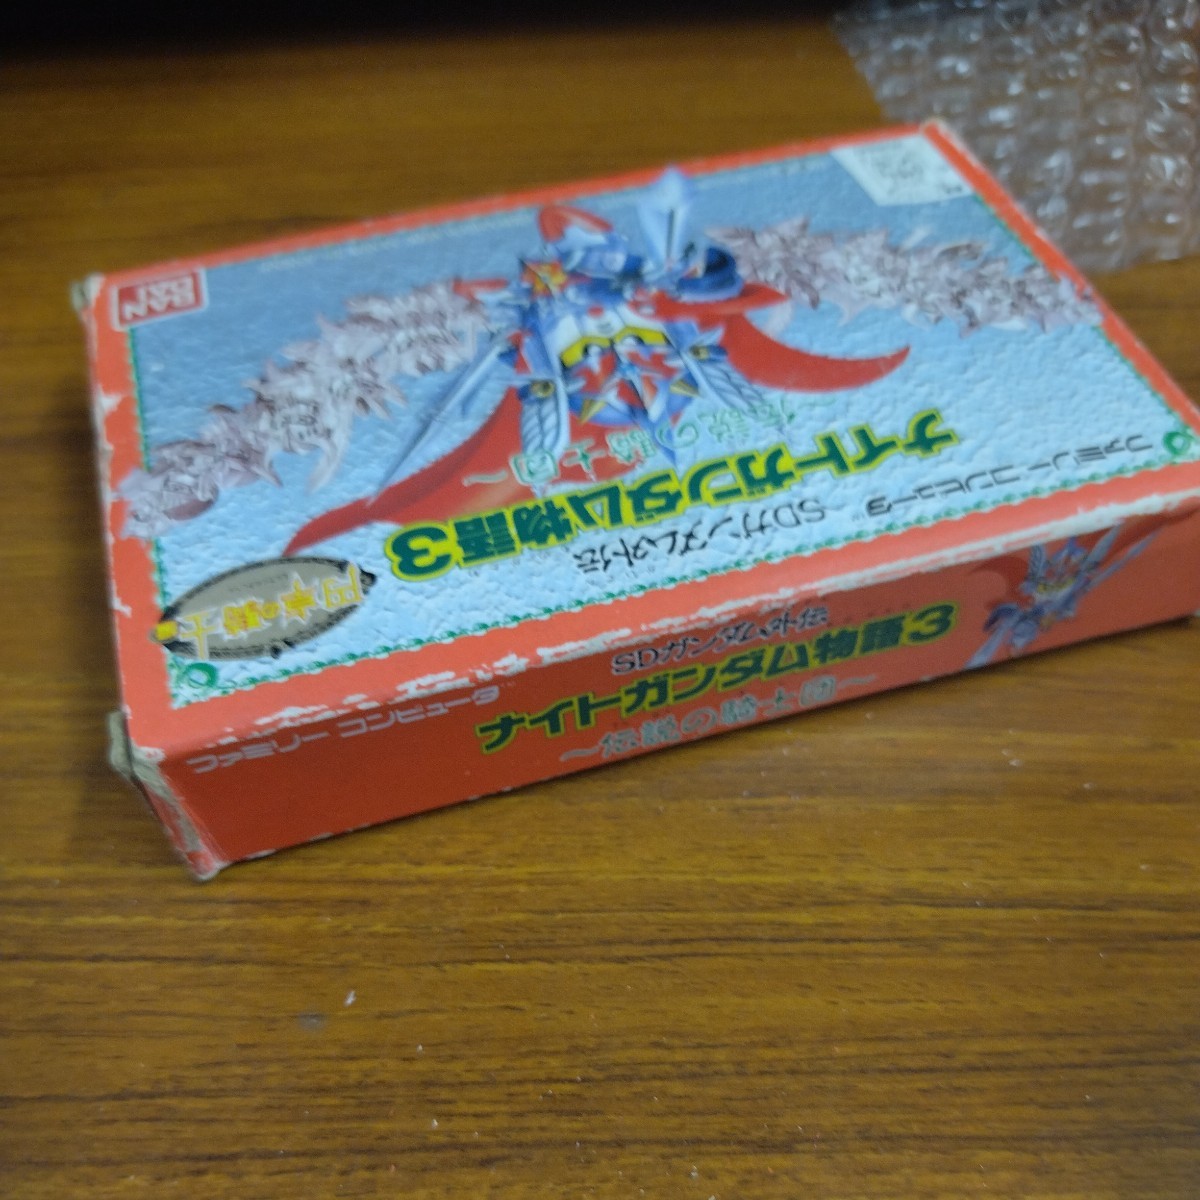 ファミリー コンピュータ
SDガンダム外伝
ナイトガンダム物語3
〜伝説の騎士団〜
円卓の騎士
BAN
DAI
ファミリー コンピュータ
SDガンダム外伝
ナイトガンダム物語3
〜伝説の騎士団〜